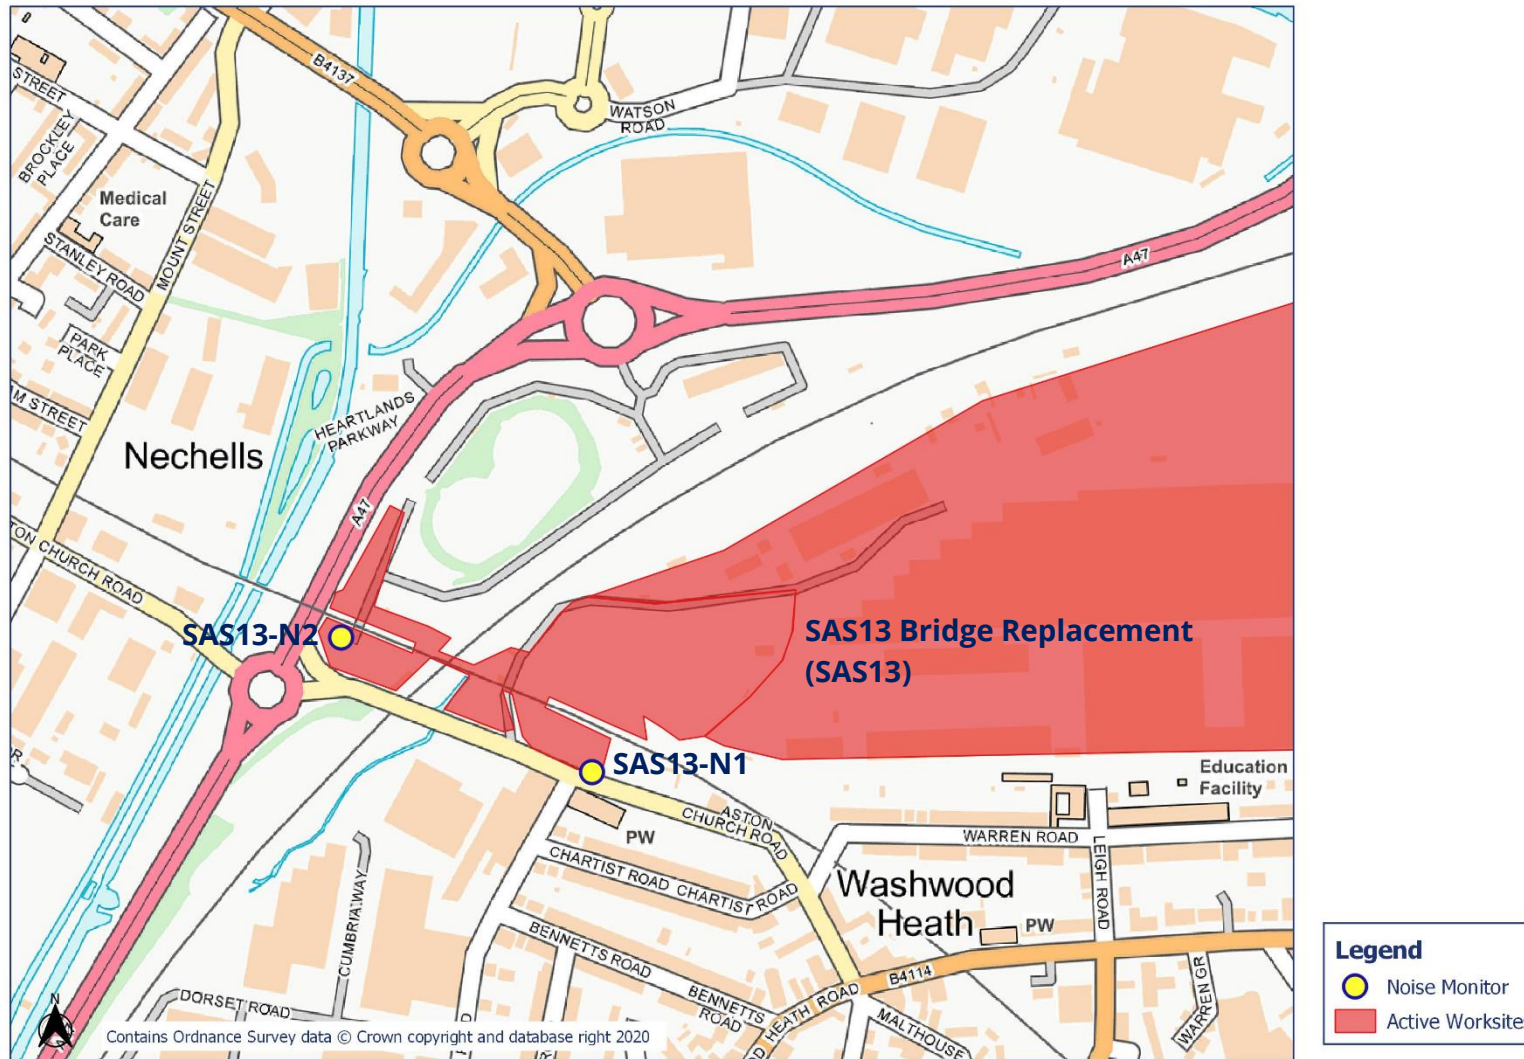 B4137
STREET
WATSON
ROAD
BROCKLEY
PLACE
Medical
Care
MOUNT STREET
STANLEY ROAD
A47
PARK
PLACE
M STREET
HEARTLANDS
PARKWAY
Nechells
A47
ON CHURCH ROAD
SAS13-N2
SAS13 Bridge Replacement
(SAS13)
SAS13-N1
Education
Facility
ASTON
CHURCH ROAD
PW
WARREN ROAD
LEIGH ROAD
CHARTIST ROAD
CHARTIST ROAD
Washwood
Heath
PW
CUMBRIA WAY
BENNETTS ROAD
BENNETTS
ROAD
HEATH ROAD
B4114
MALTHOUSE
WARREN GR
DORSET ROAD
N
Contains Ordnance Survey data © Crown copyright and database right 2020
Legend
Noise Monitor
Active Worksites